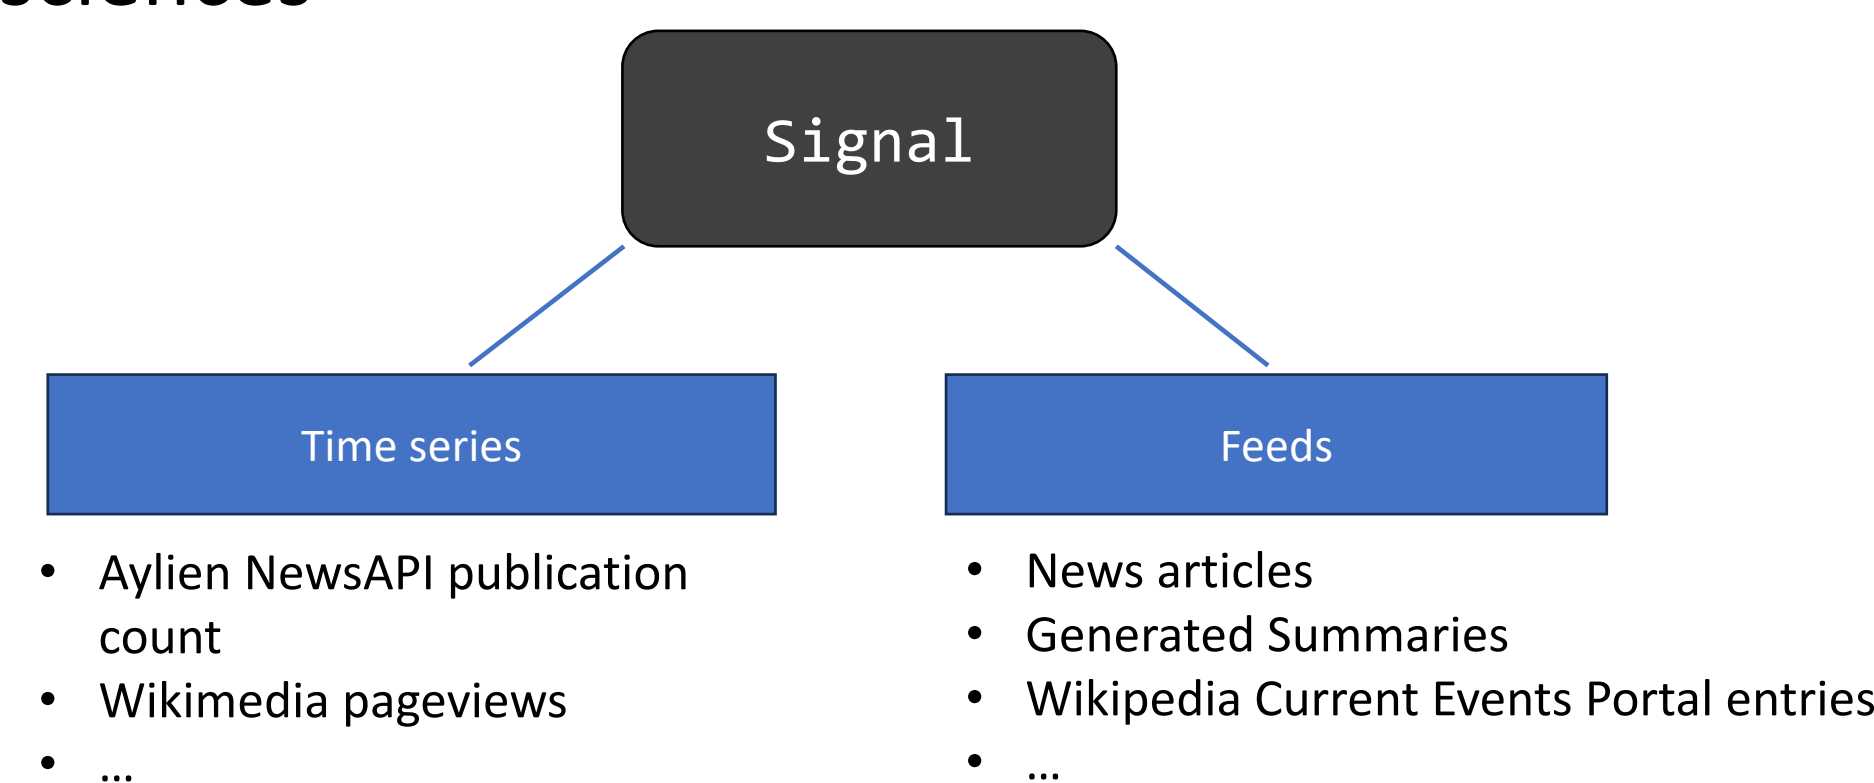 Signal
Time series
Feeds
• Aylien NewsAPI publication
count
• Wikimedia pageviews
• ...
• News articles
• Generated Summaries
• Wikipedia Current Events Portal entries
• ...